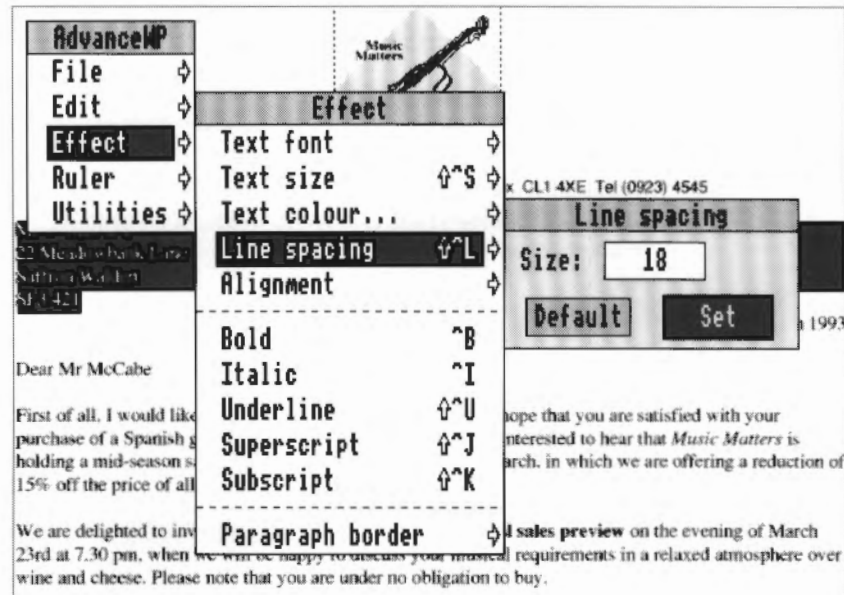 AdvanceWP
File
Edit
Effect
Ruler
Utilities
Effect
Text font
Text size ⇧^S
Text colour...
Line spacing ⇧^L
Alignment
Bold ^B
Italic ^I
Underline ⇧^U
Superscript ⇧^J
Subscript ⇧^K
Paragraph border
Line spacing
Size: 18
Default Set
Music
Matters
CL1 4XE Tel (0923) 4545
22 Meadowbank Lane
Saffron Walden
1993
Dear Mr McCabe
First of all, I would like hope that you are satisfied with your
purchase of a Spanish interested to hear that Music Matters is
holding a mid-season in which we are offering a reduction of
15% off the price of all
We are delighted to sales preview on the evening of March
23rd at 7.30 pm, when we will be happy to discuss your musical requirements in a relaxed atmosphere over
wine and cheese. Please note that you are under no obligation to buy.